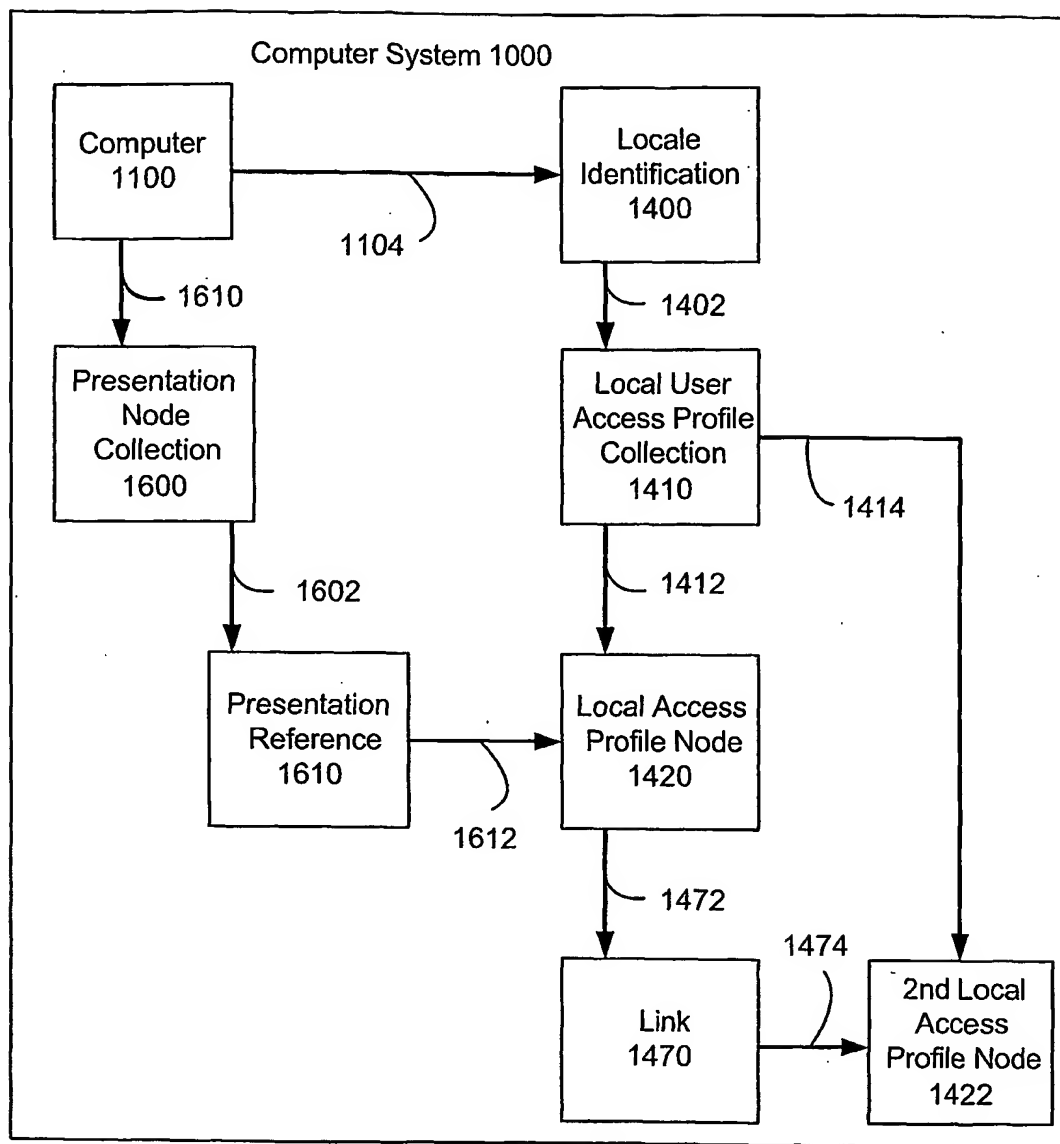 Computer System 1000
Computer
1100
Locale
Identification
1400
1104
1610
1402
Presentation
Node
Collection
1600
Local User
Access Profile
Collection
1410
1414
1602
1412
Presentation
Reference
1610
Local Access
Profile Node
1420
1612
1472
1474
Link
1470
2nd Local
Access
Profile Node
1422